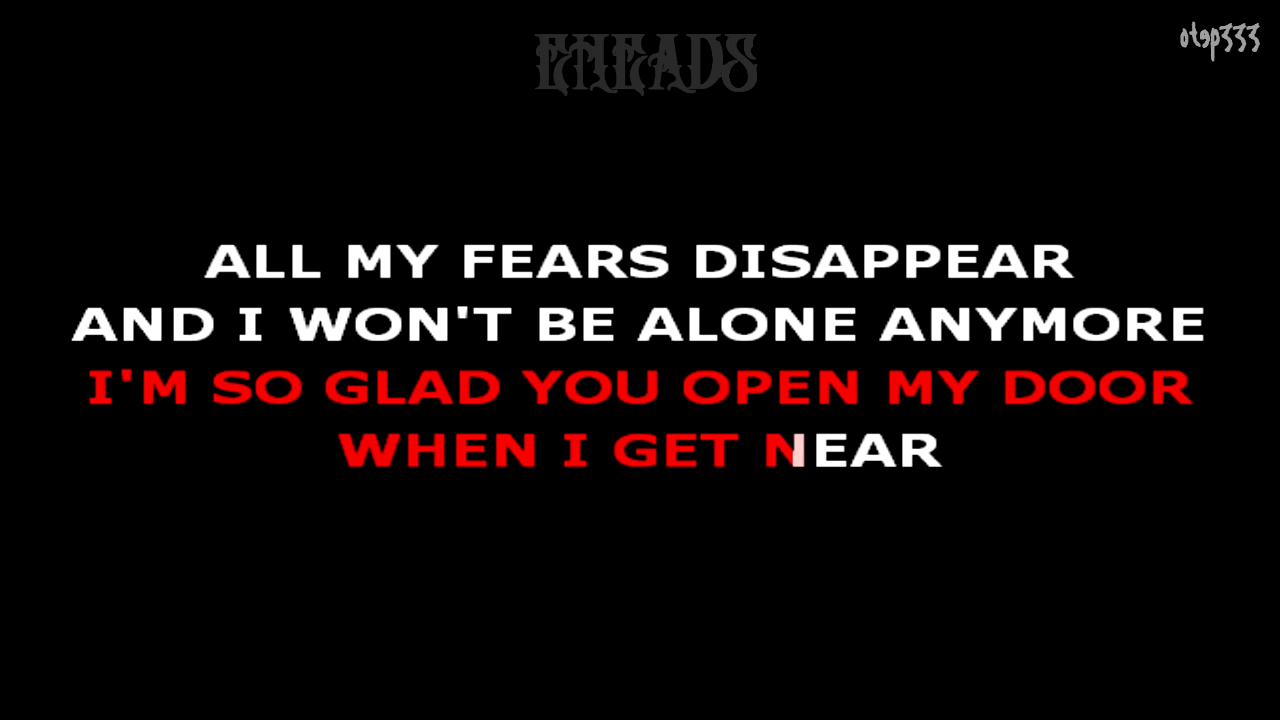 EHEADS
otep333
ALL MY FEARS DISAPPEAR
AND I WON'T BE ALONE ANYMORE
I'M SO GLAD YOU OPEN MY DOOR
WHEN I GET NEAR